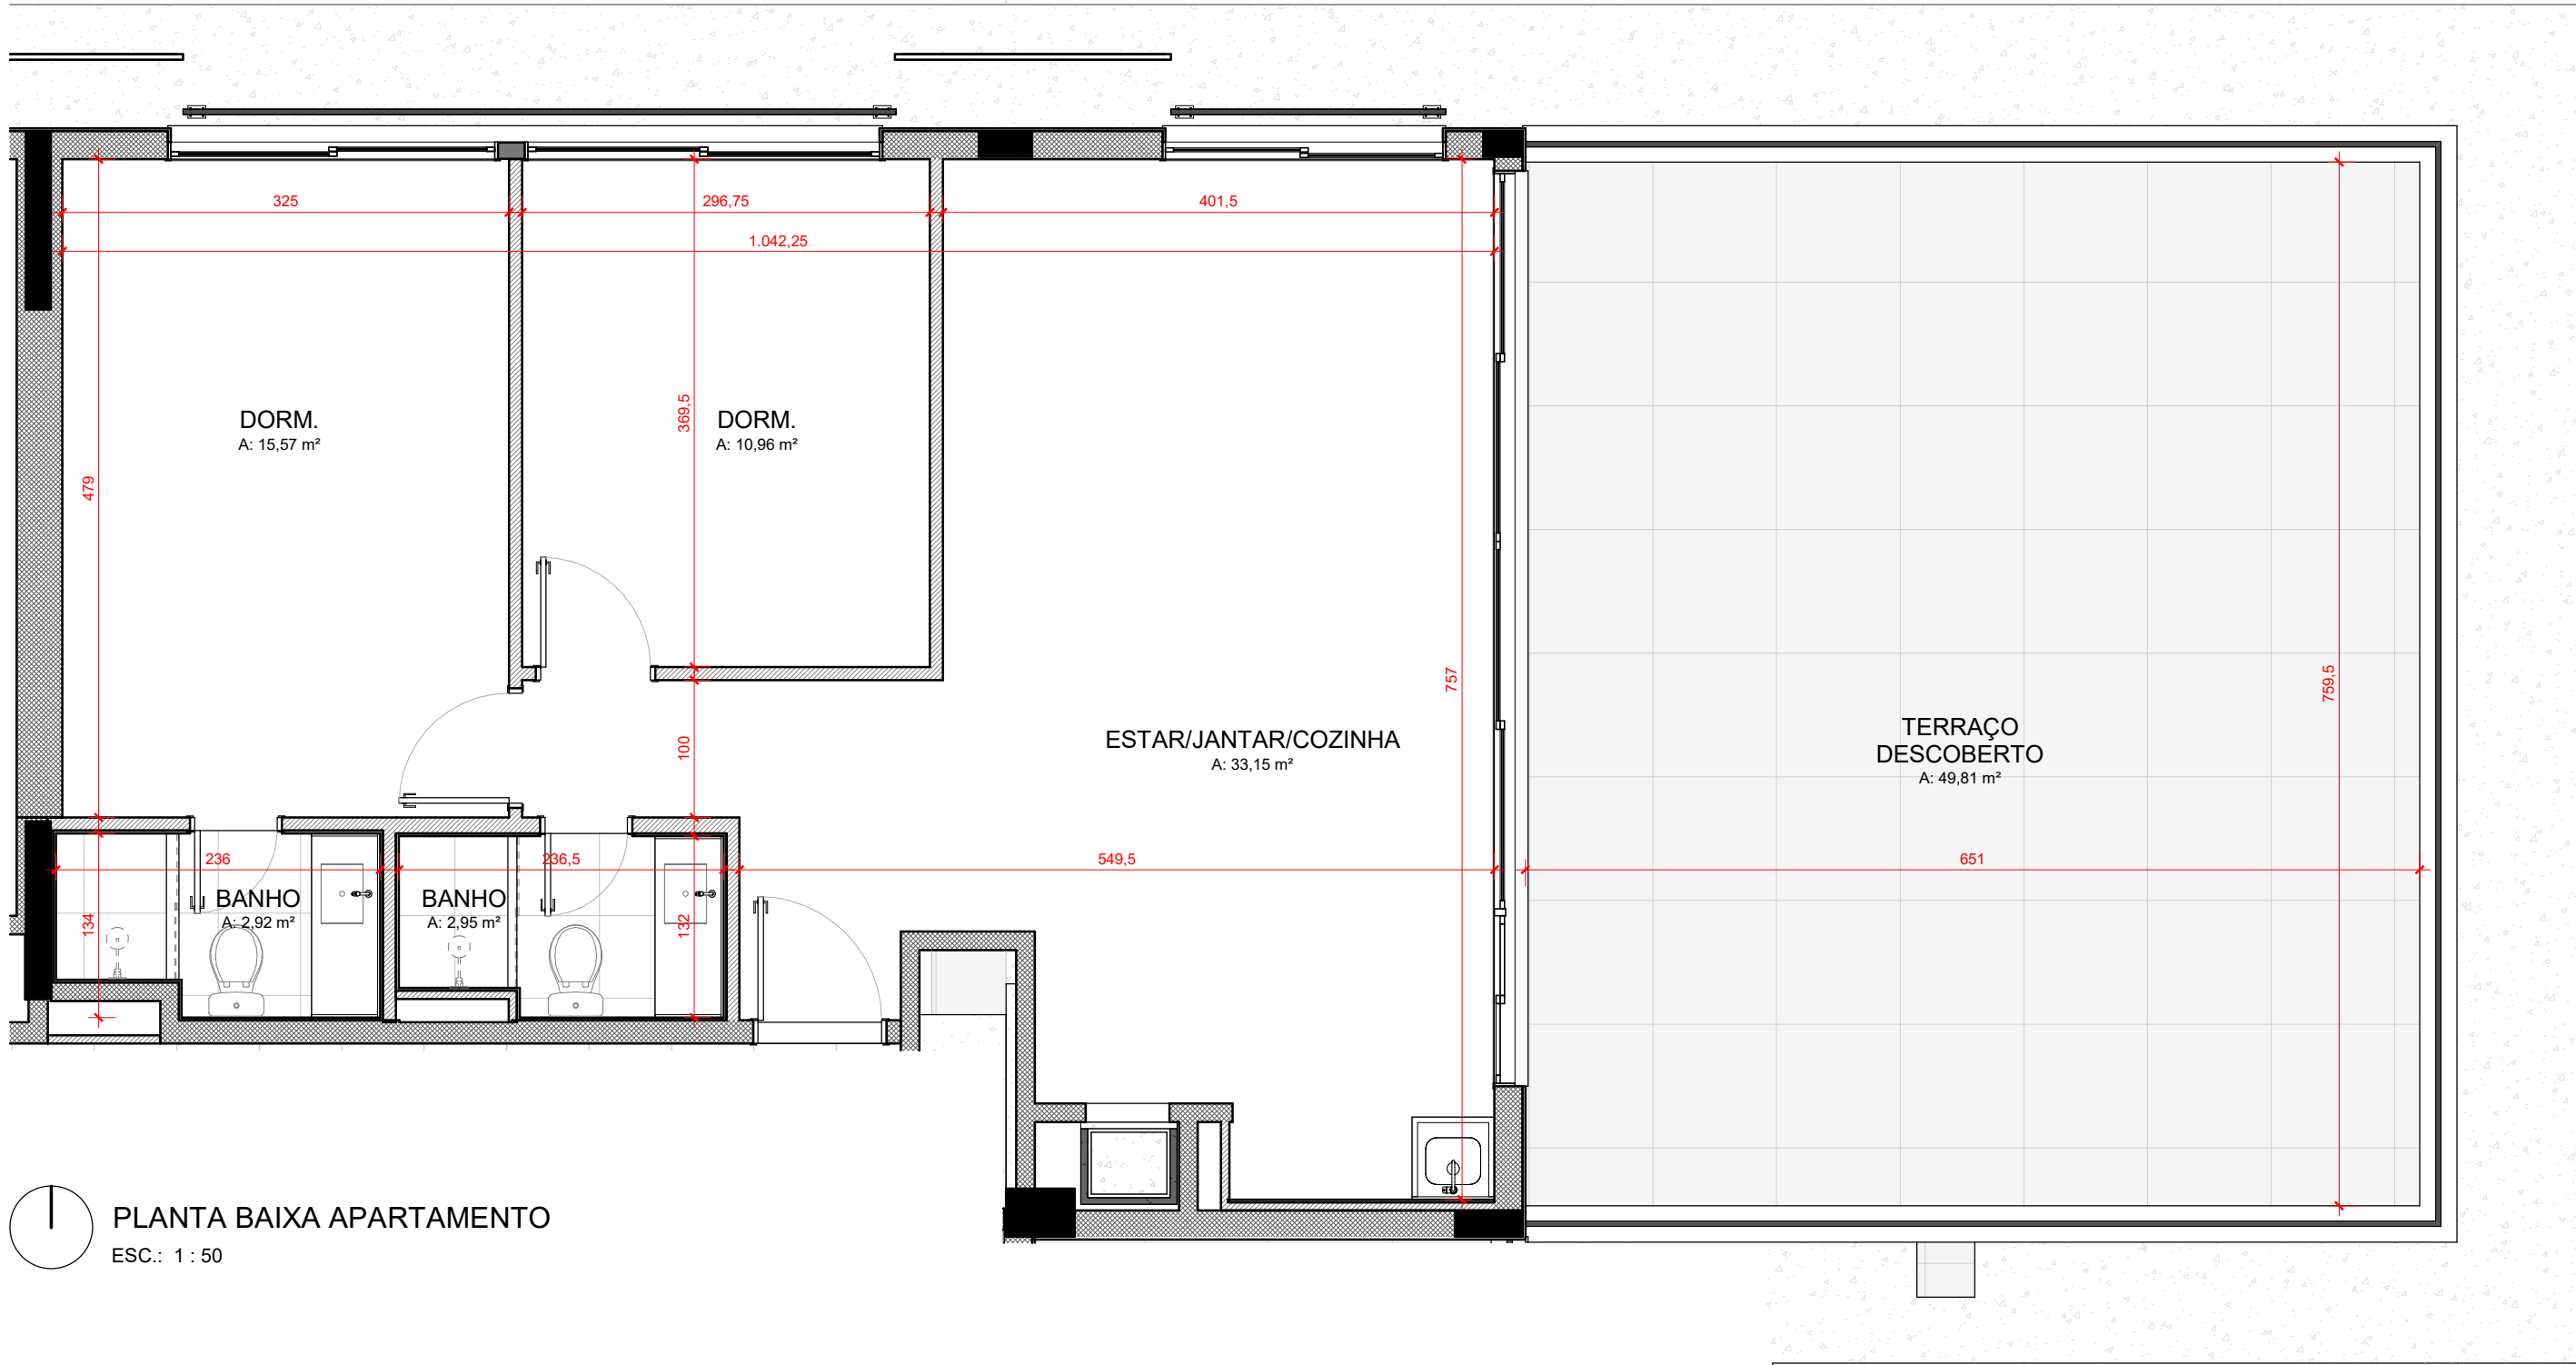 325
296,75
401,5
1.042,25
DORM.
A: 15,57 m²
369,5
DORM.
A: 10,96 m²
479
757
759,5
100
ESTAR/JANTAR/COZINHA
A: 33,15 m²
TERRAÇO
DESCOBERTO
A: 49,81 m²
236
236,5
549,5
651
BANHO
A: 2,92 m²
134
BANHO
A: 2,95 m²
132
PLANTA BAIXA APARTAMENTO
ESC.: 1 : 50